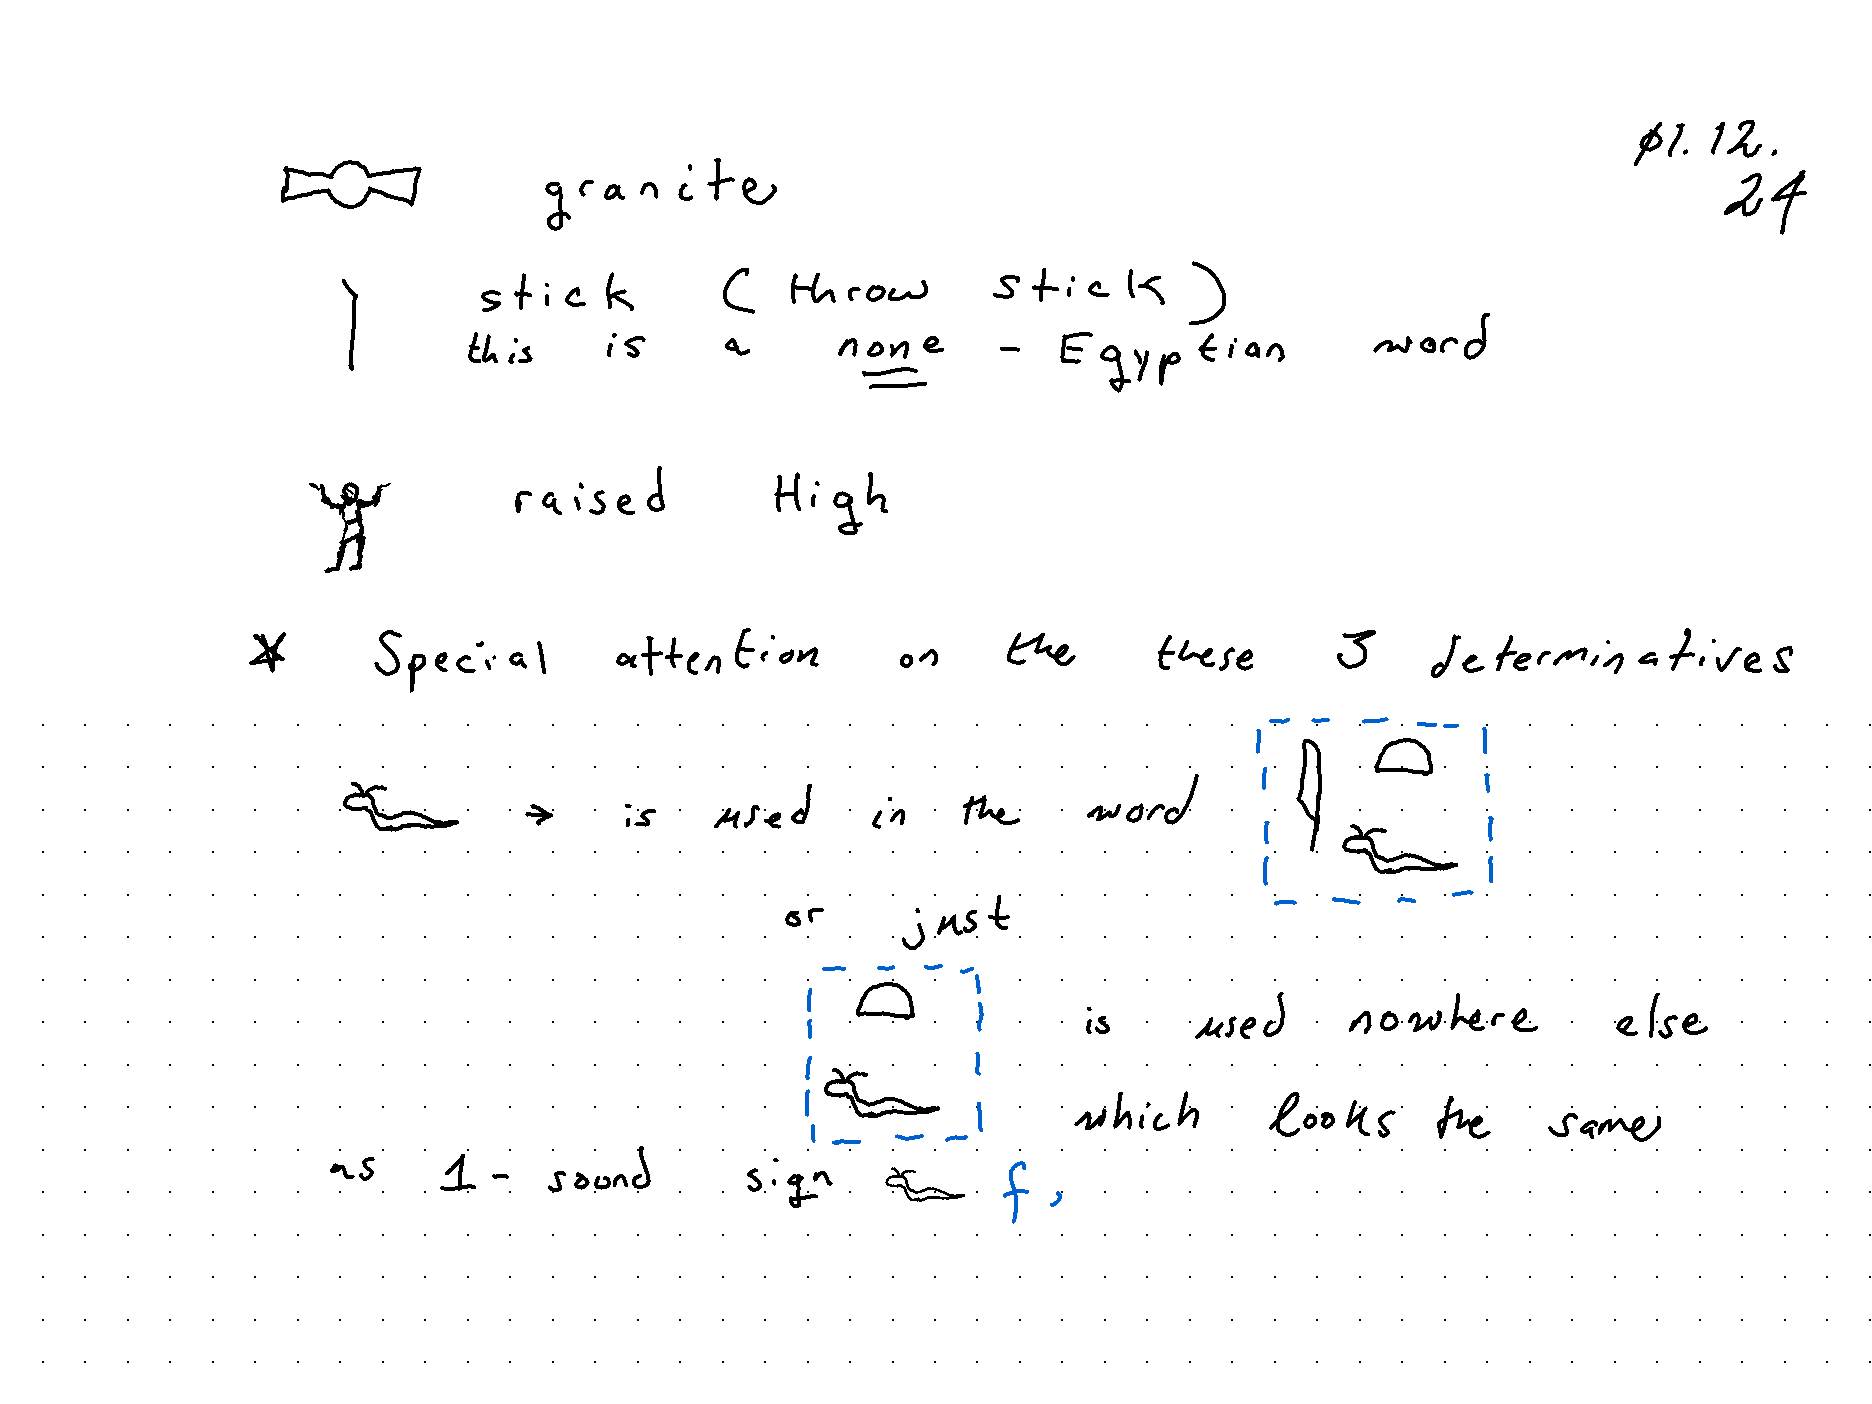 01.12.
24
granite
stick (throw stick)
this is a none - Egyptian word
raised High
* Special attention on the these 3 determinatives
→ is used in the word
or just
is used nowhere else
which looks the same
as 1 - sound sign f,